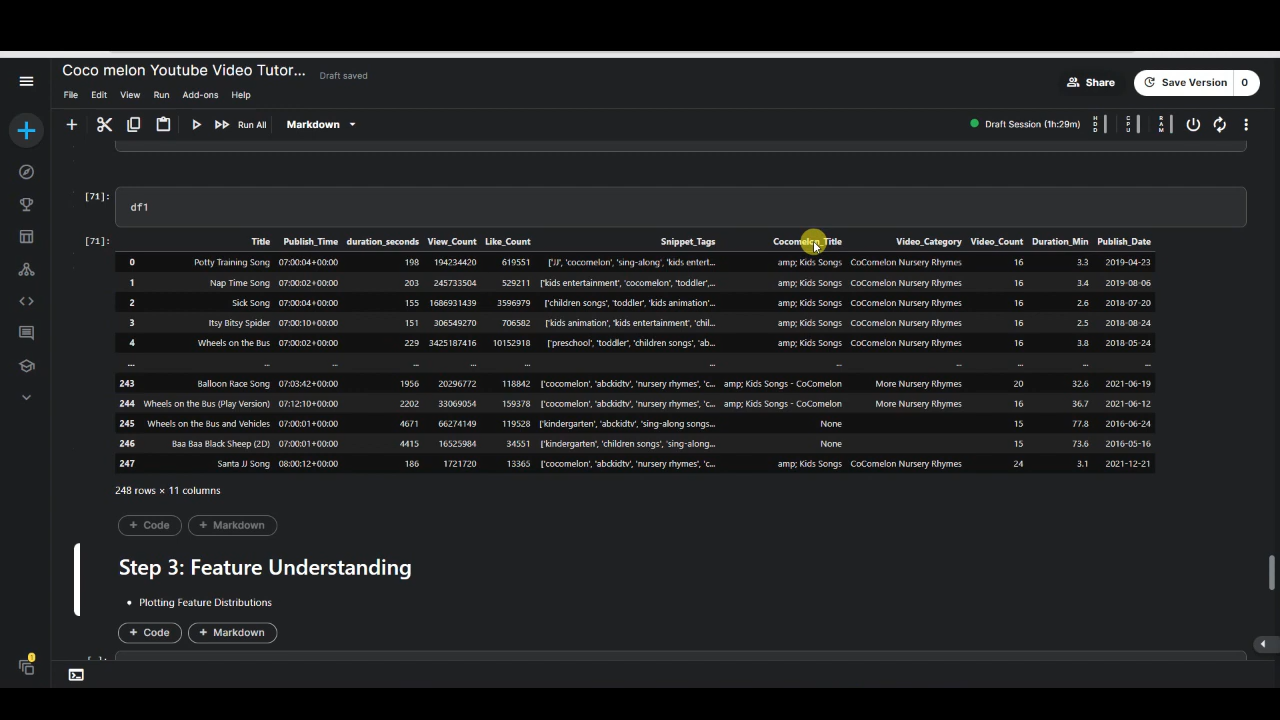 Coco melon Youtube Video Tutor... Draft saved
Share Save Version 0
File Edit View Run Add-ons Help
Run All Markdown Draft Session (1h:29m) HDD CPU RAM
[71]: df1
[71]: Title Publish_Time duration_seconds View_Count Like_Count Snippet_Tags Cocomelon_Title Video_Category Video_Count Duration_Min Publish_Date
0 Potty Training Song 07:00:04+00:00 198 194234420 619551 ['JJ', 'cocomelon', 'sing-along', 'kids entert... amp; Kids Songs CoComelon Nursery Rhymes 16 3.3 2019-04-23
1 Nap Time Song 07:00:02+00:00 203 245733504 529211 ['kids entertainment', 'cocomelon', 'toddler',... amp; Kids Songs CoComelon Nursery Rhymes 16 3.4 2019-08-06
2 Sick Song 07:00:04+00:00 155 1686931439 3596979 ['children songs', 'toddler', 'kids animation'... amp; Kids Songs CoComelon Nursery Rhymes 16 2.6 2018-07-20
3 Itsy Bitsy Spider 07:00:10+00:00 151 306549270 706582 ['kids animation', 'kids entertainment', 'chil... amp; Kids Songs CoComelon Nursery Rhymes 16 2.5 2018-08-24
4 Wheels on the Bus 07:00:02+00:00 229 3425187416 10152918 ['preschool', 'toddler', 'children songs', 'ab... amp; Kids Songs CoComelon Nursery Rhymes 16 3.8 2018-05-24
... ... ... ... ... ... ... ... ... ... ... ...
243 Balloon Race Song 07:03:42+00:00 1956 20296772 118842 ['cocomelon', 'abckidtv', 'nursery rhymes', 'c... amp; Kids Songs - CoComelon More Nursery Rhymes 20 32.6 2021-06-19
244 Wheels on the Bus (Play Version) 07:12:10+00:00 2202 33069054 159378 ['cocomelon', 'abckidtv', 'nursery rhymes', 'c... amp; Kids Songs - CoComelon More Nursery Rhymes 16 36.7 2021-06-12
245 Wheels on the Bus and Vehicles 07:00:01+00:00 4671 66274149 119528 ['kindergarten', 'abckidtv', 'sing-along songs... None 15 77.8 2016-06-24
246 Baa Baa Black Sheep (2D) 07:00:01+00:00 4415 16525984 34551 ['kindergarten', 'children songs', 'sing-along... None 15 73.6 2016-05-16
247 Santa JJ Song 08:00:12+00:00 186 1721720 13365 ['cocomelon', 'abckidtv', 'nursery rhymes', 'c... amp; Kids Songs CoComelon Nursery Rhymes 24 3.1 2021-12-21
248 rows × 11 columns
+ Code + Markdown
Step 3: Feature Understanding
• Plotting Feature Distributions
+ Code + Markdown
[ ]:
1